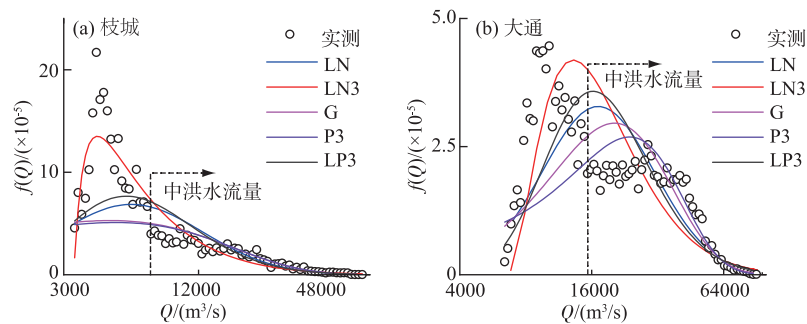 (a) 枝城
实测
LN
LN3
G
P3
LP3
中洪水流量
20
10
0
f(Q)/(×10⁻⁵)
3000
12000
48000
Q/(m³/s)
(b) 大通
实测
LN
LN3
G
P3
LP3
中洪水流量
5.0
2.5
0
f(Q)/(×10⁻⁵)
4000
16000
64000
Q/(m³/s)